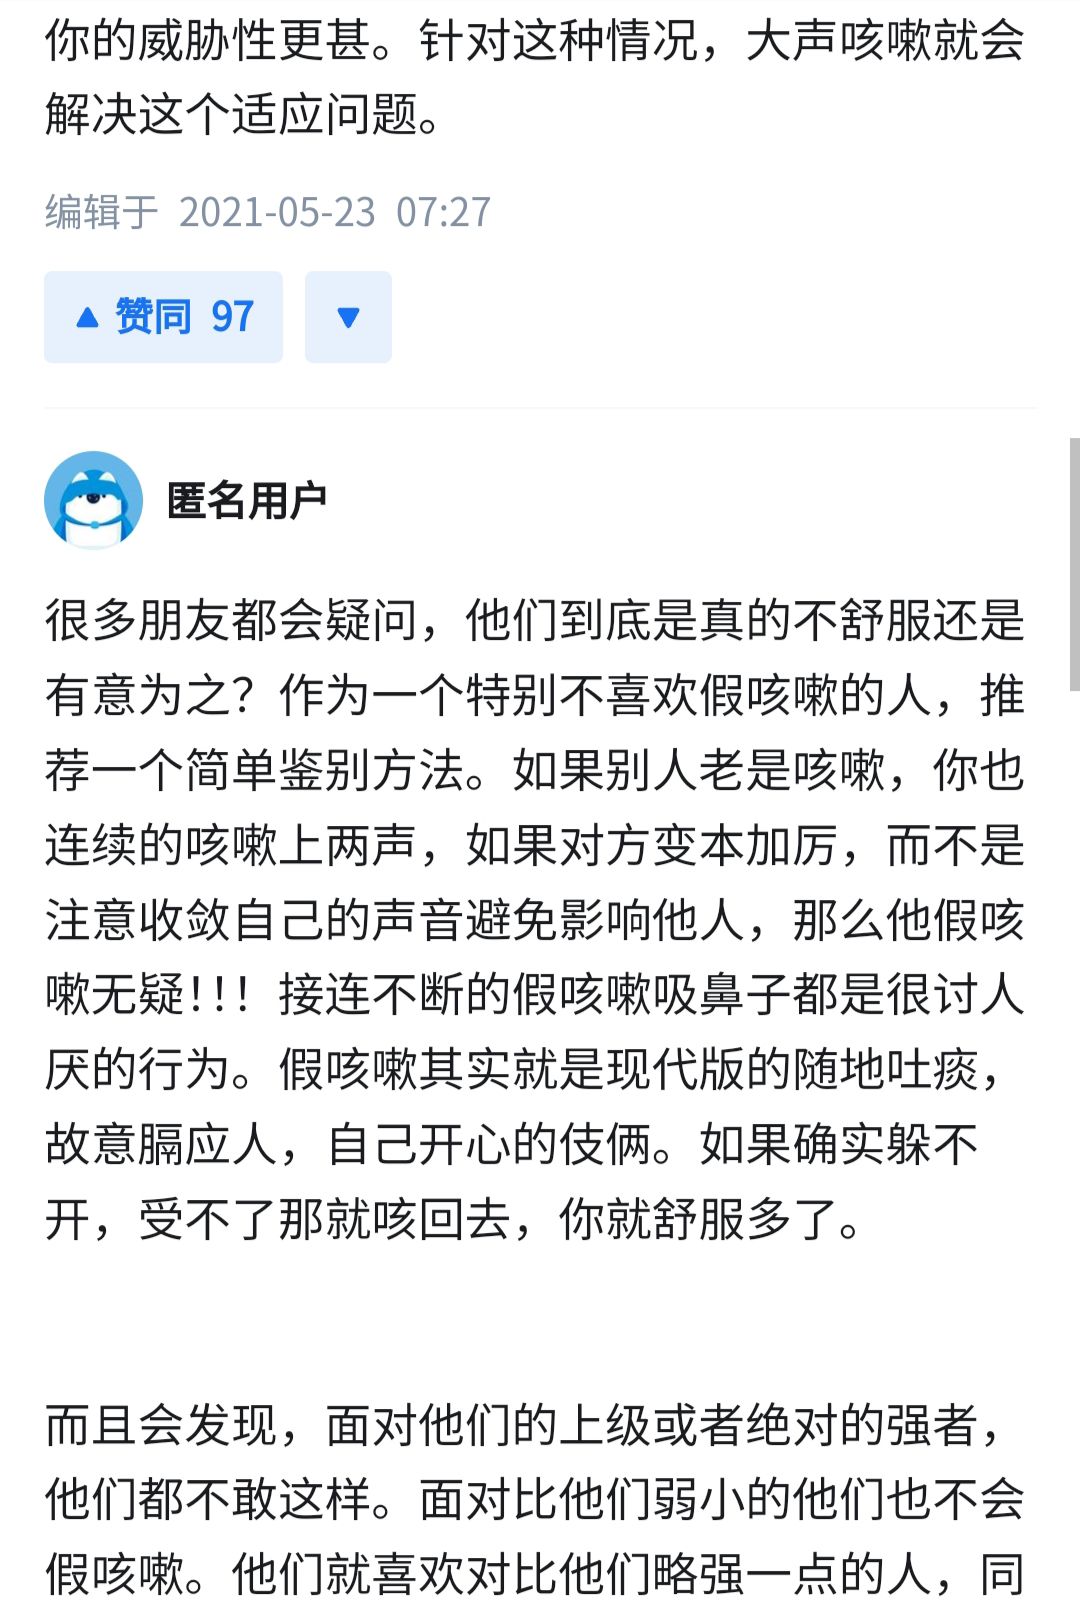 你的威胁性更甚。针对这种情况，大声咳嗽就会
解决这个适应问题。
编辑于 2021-05-23 07:27
赞同 97
匿名用户
很多朋友都会疑问，他们到底是真的不舒服还是
有意为之？作为一个特别不喜欢假咳嗽的人，推
荐一个简单鉴别方法。如果别人老是咳嗽，你也
连续的咳嗽上两声，如果对方变本加厉，而不是
注意收敛自己的声音避免影响他人，那么他假咳
嗽无疑！！！接连不断的假咳嗽吸鼻子都是很讨人
厌的行为。假咳嗽其实就是现代版的随地吐痰，
故意膈应人，自己开心的伎俩。如果确实躲不
开，受不了那就咳回去，你就舒服多了。
而且会发现，面对他们的上级或者绝对的强者，
他们都不敢这样。面对比他们弱小的他们也不会
假咳嗽。他们就喜欢对比他们略强一点的人，同